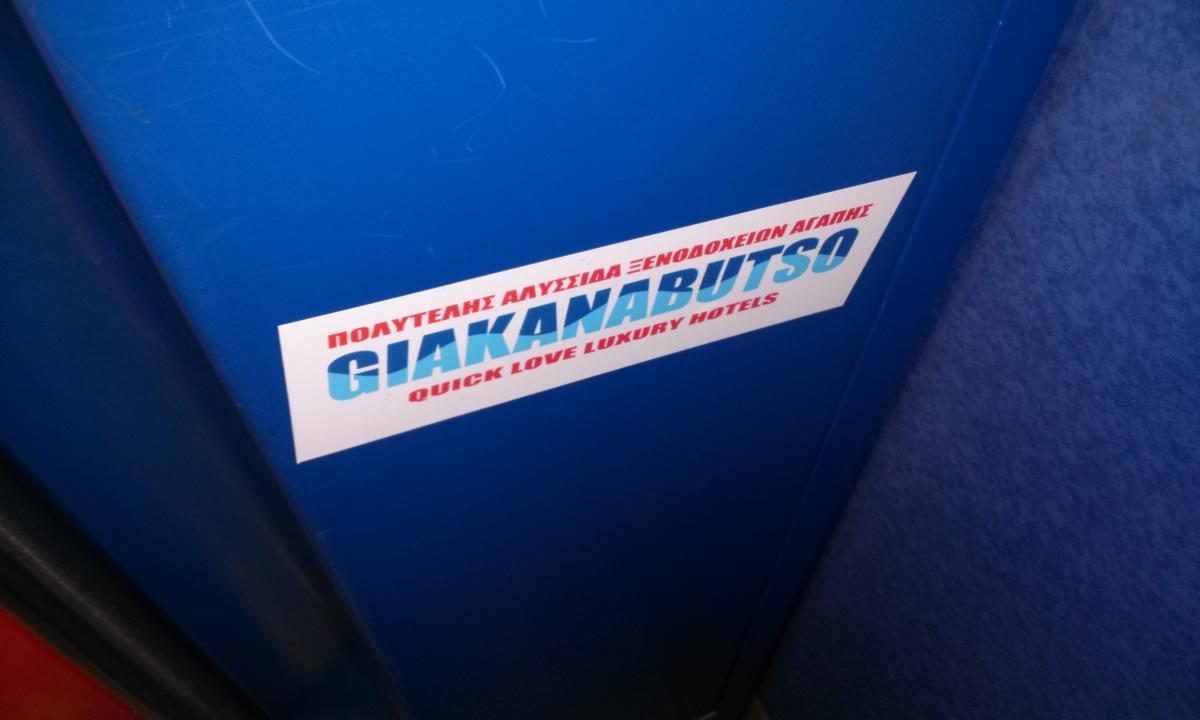 ΠΟΛΥΤΕΛΗΣ ΑΛΥΣΣΙΔΑ ΞΕΝΟΔΟΧΕΙΩΝ ΑΓΑΠΗΣ
GIAKANABUTSO
QUICK LOVE LUXURY HOTELS